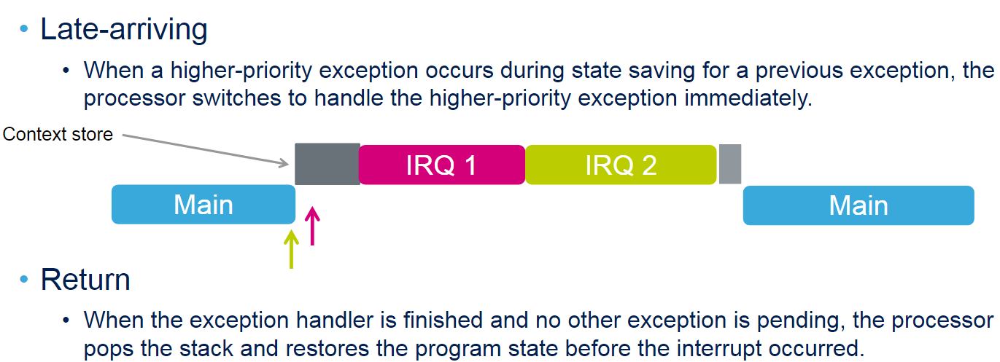 • Late-arriving
• When a higher-priority exception occurs during state saving for a previous exception, the
processor switches to handle the higher-priority exception immediately.
Context store
IRQ 1 IRQ 2
Main Main
• Return
• When the exception handler is finished and no other exception is pending, the processor
pops the stack and restores the program state before the interrupt occurred.